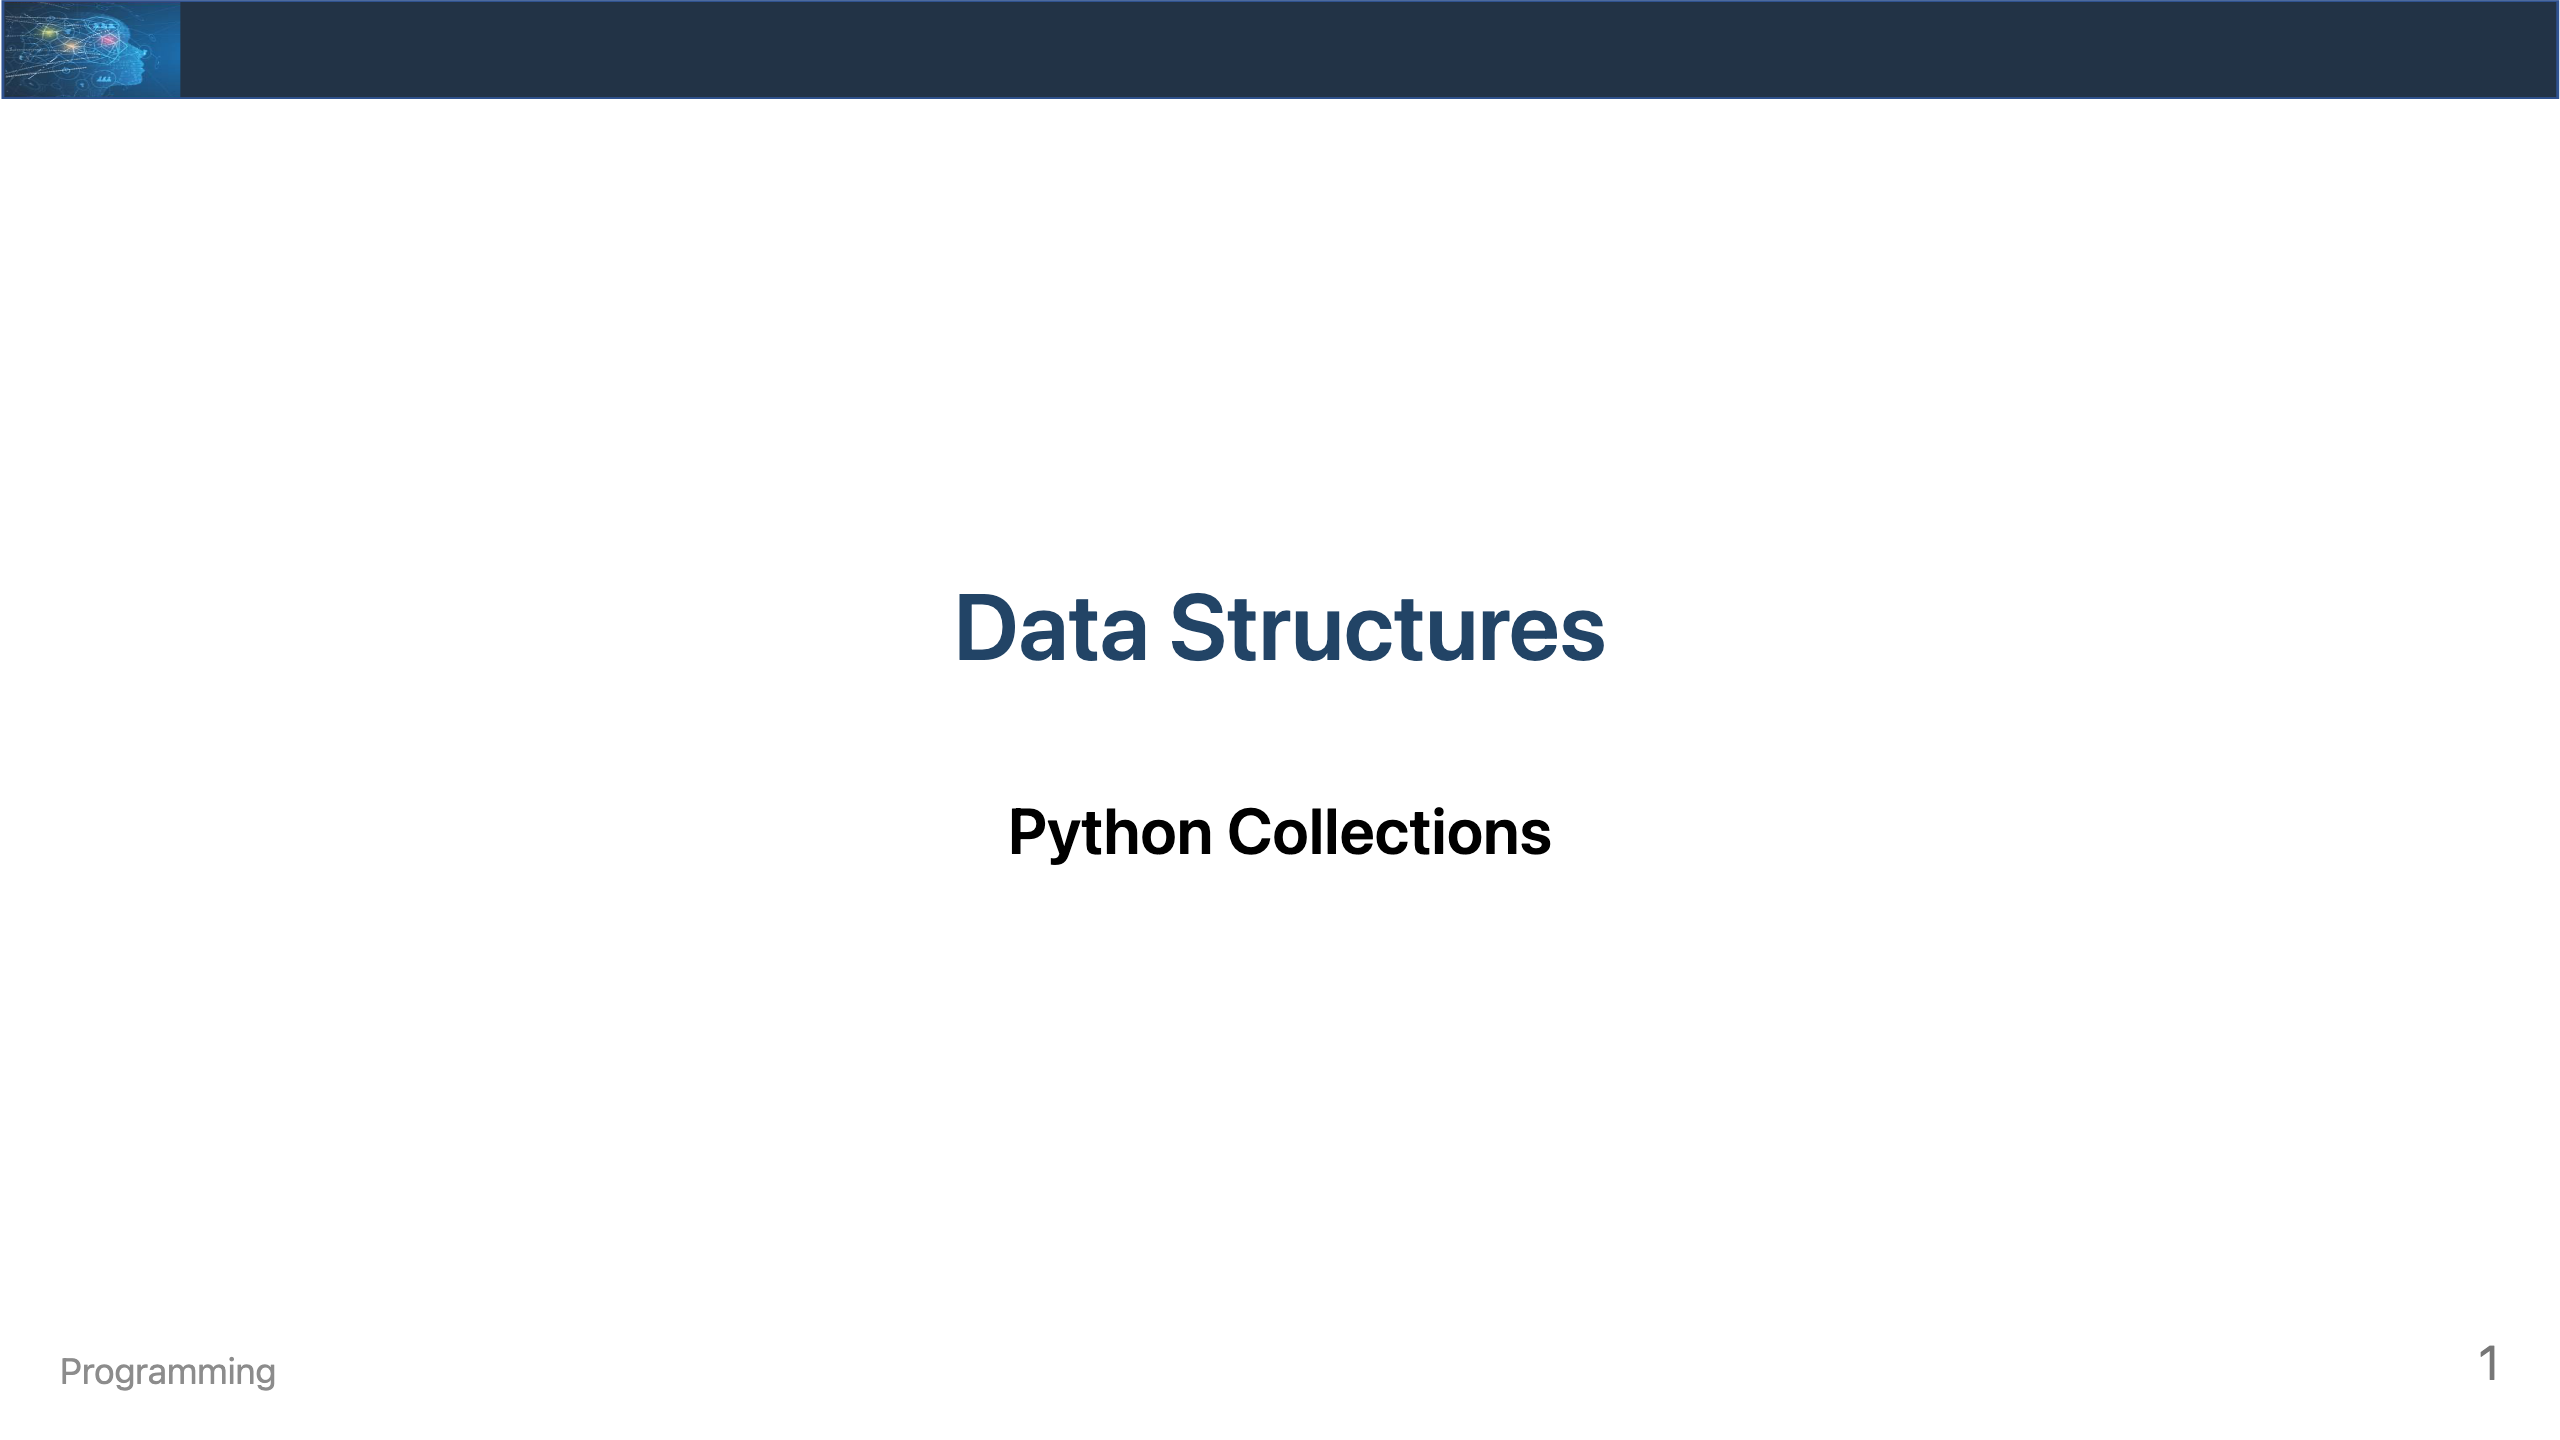 Data Structures
Python Collections
Programming
1